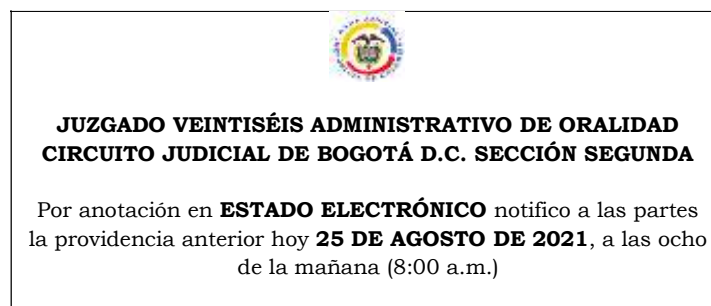 JUZGADO VEINTISÉIS ADMINISTRATIVO DE ORALIDAD
CIRCUITO JUDICIAL DE BOGOTÁ D.C. SECCIÓN SEGUNDA
Por anotación en ESTADO ELECTRÓNICO notifico a las partes
la providencia anterior hoy 25 DE AGOSTO DE 2021, a las ocho
de la mañana (8:00 a.m.)